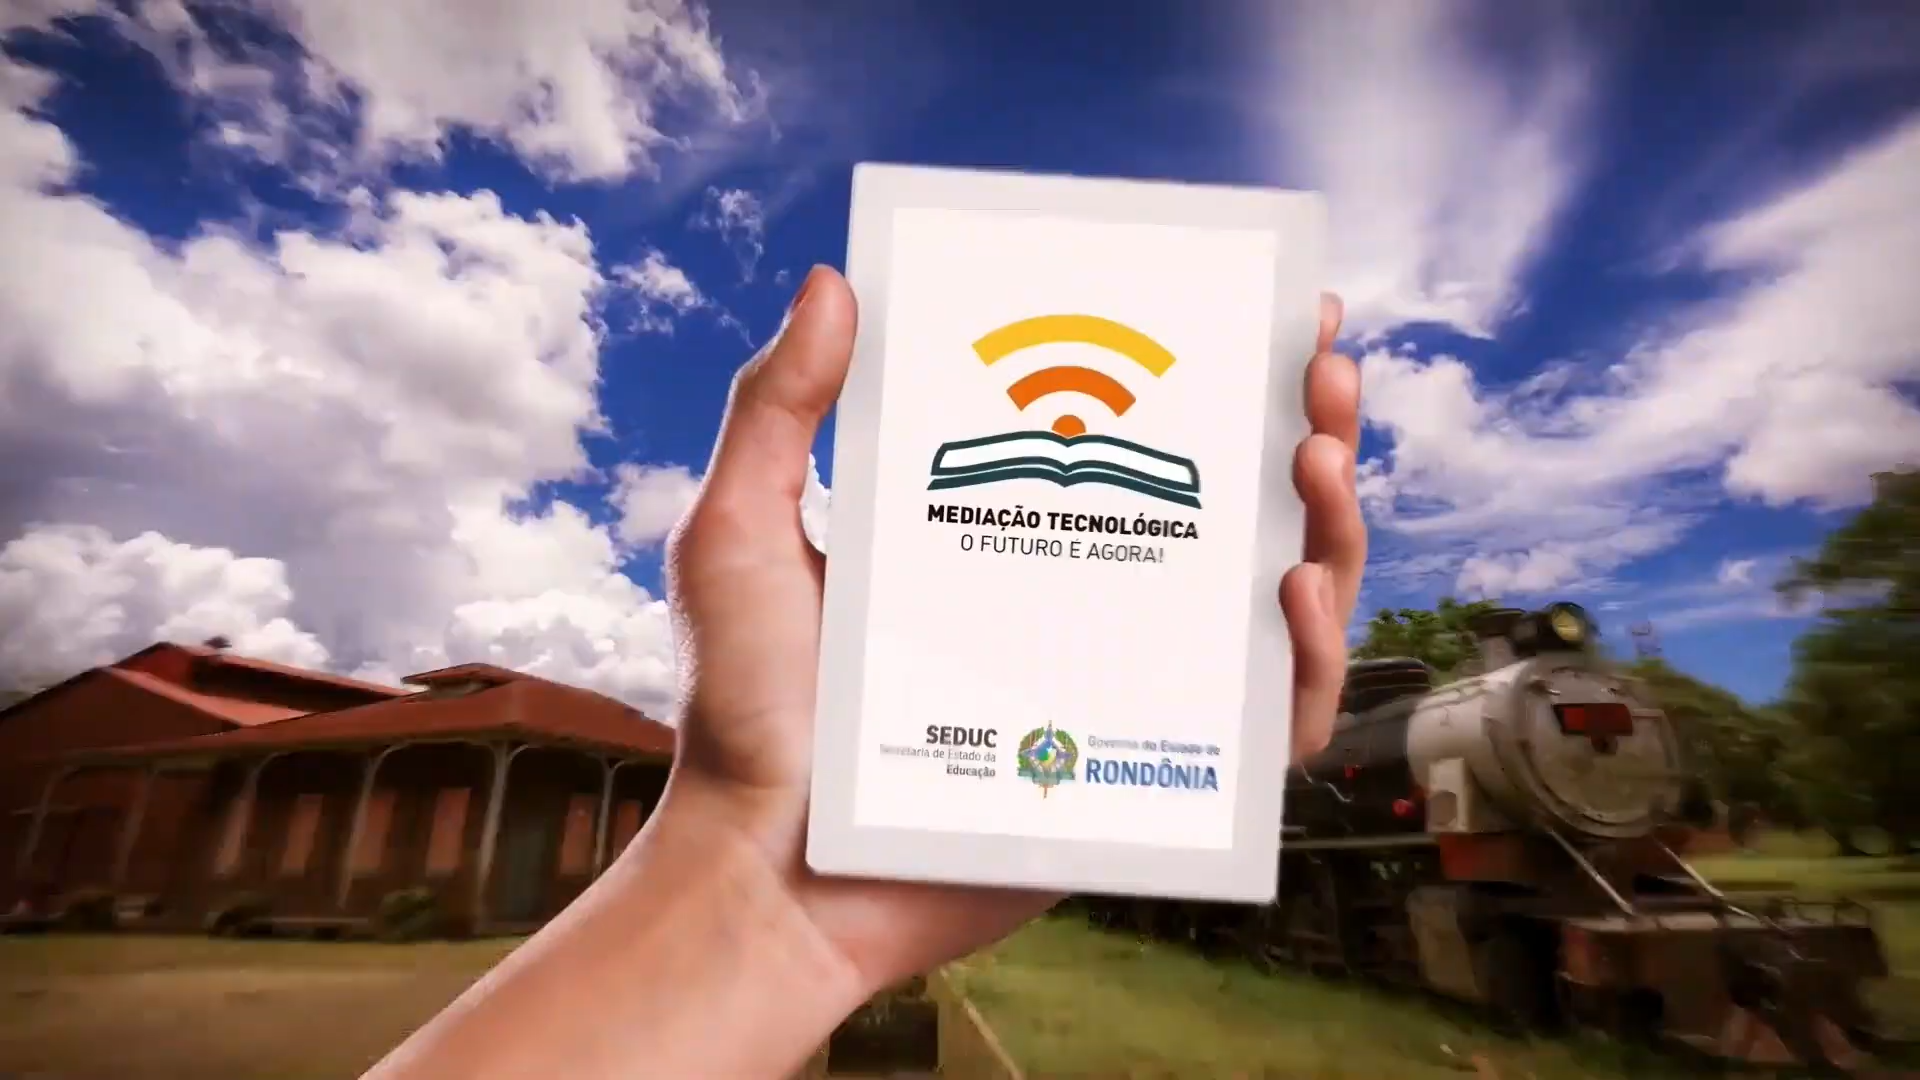 MEDIAÇÃO TECNOLÓGICA
O FUTURO É AGORA!
SEDUC
Secretaria de Estado da
Educação
Governo do Estado de
RONDÔNIA